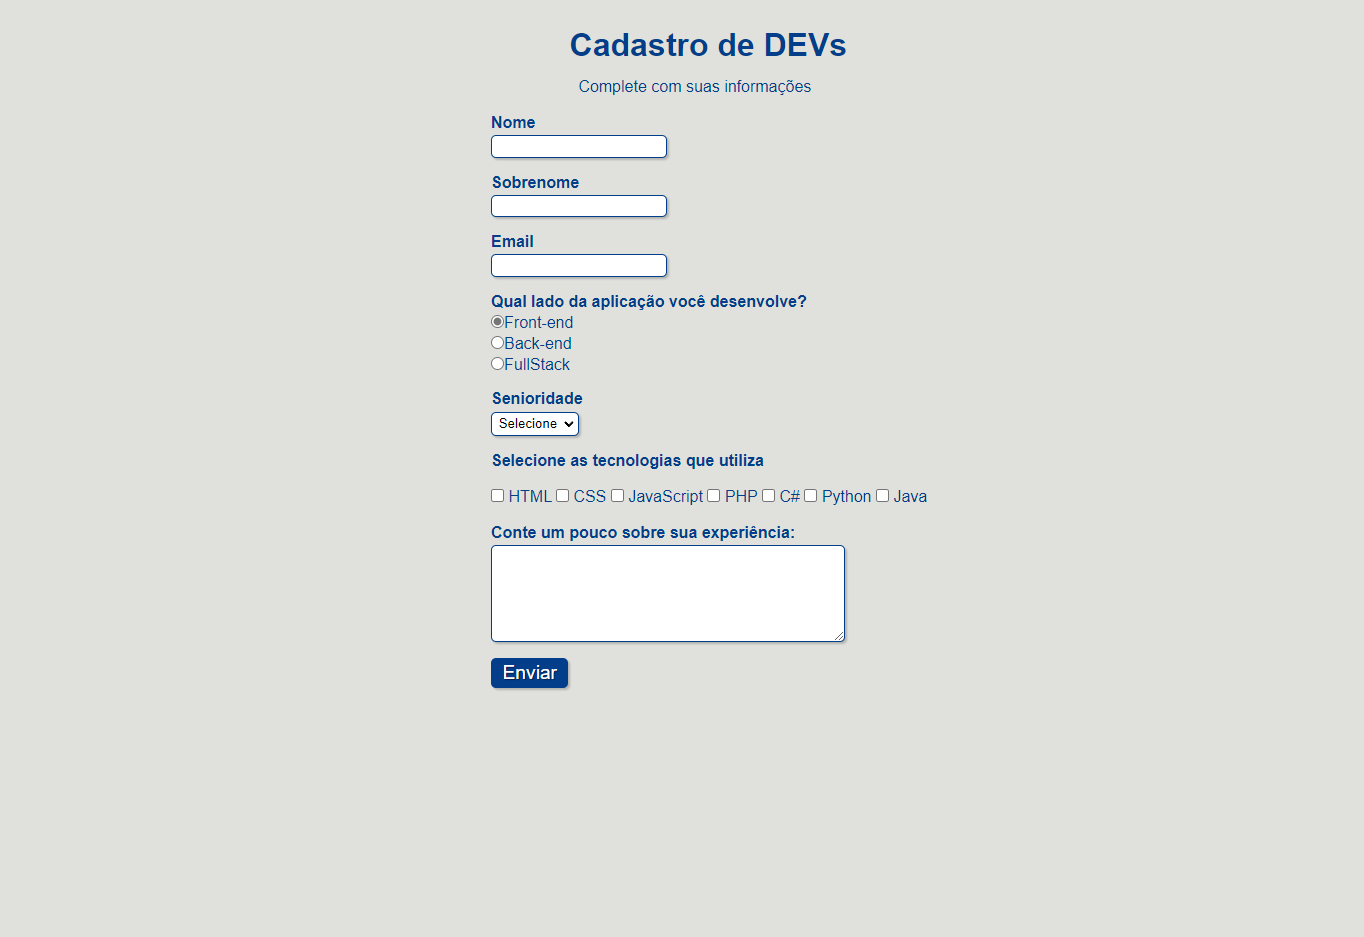 Cadastro de DEVs
Complete com suas informações
Nome
Sobrenome
Email
Qual lado da aplicação você desenvolve?
Front-end
Back-end
FullStack
Senioridade
Selecione
Selecione as tecnologias que utiliza
HTML CSS JavaScript PHP C# Python Java
Conte um pouco sobre sua experiência:
Enviar